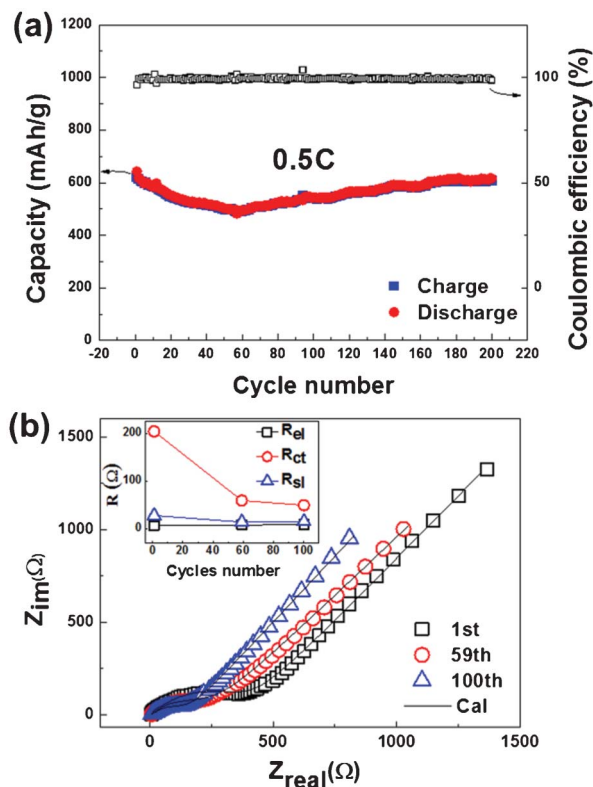 (a)
1200
1000
800
600
400
200
0
-20 0 20 40 60 80 100 120 140 160 180 200 220
100
50
0
Capacity (mAh/g)
Coulombic efficiency (%)
0.5C
Charge
Discharge
Cycle number
(b)
1500
1000
500
0
0 500 1000 1500
Zim(Ω)
Zreal(Ω)
200
100
0
R (Ω)
0 20 40 60 80 100
Cycles number
Rel
Rct
Rsl
1st
59th
100th
Cal